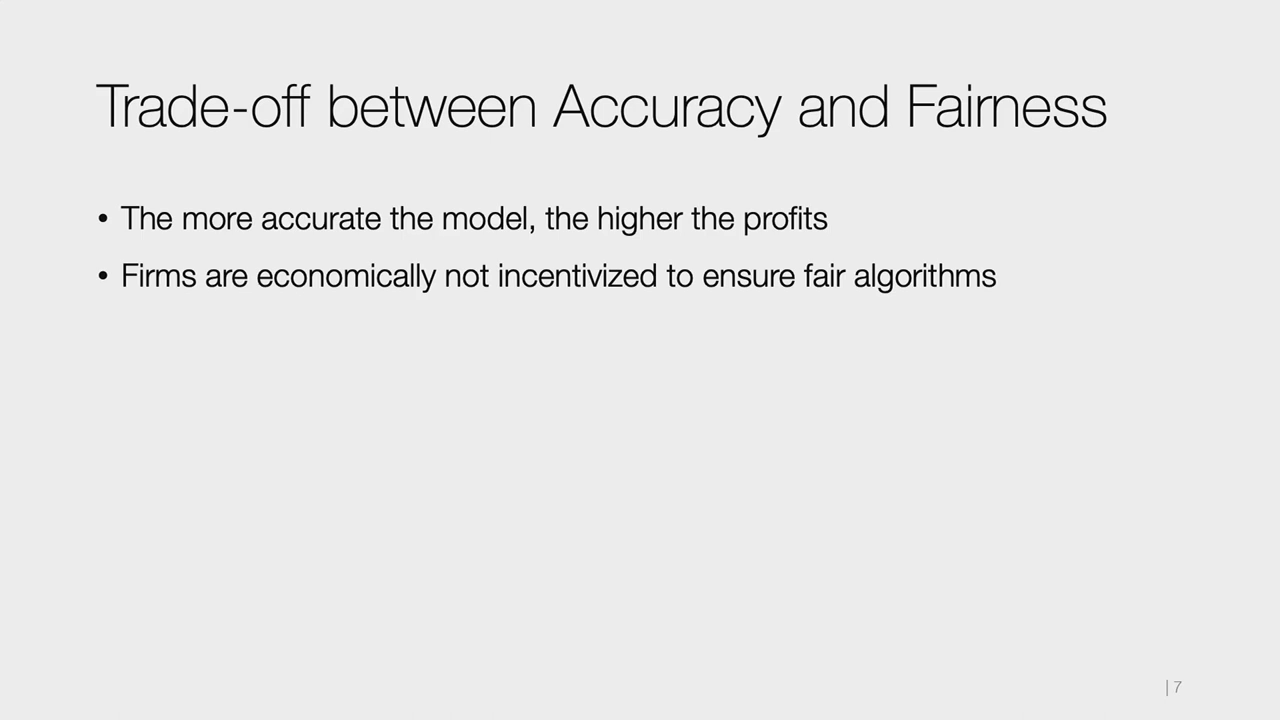 Trade-off between Accuracy and Fairness
• The more accurate the model, the higher the profits
• Firms are economically not incentivized to ensure fair algorithms
| 7